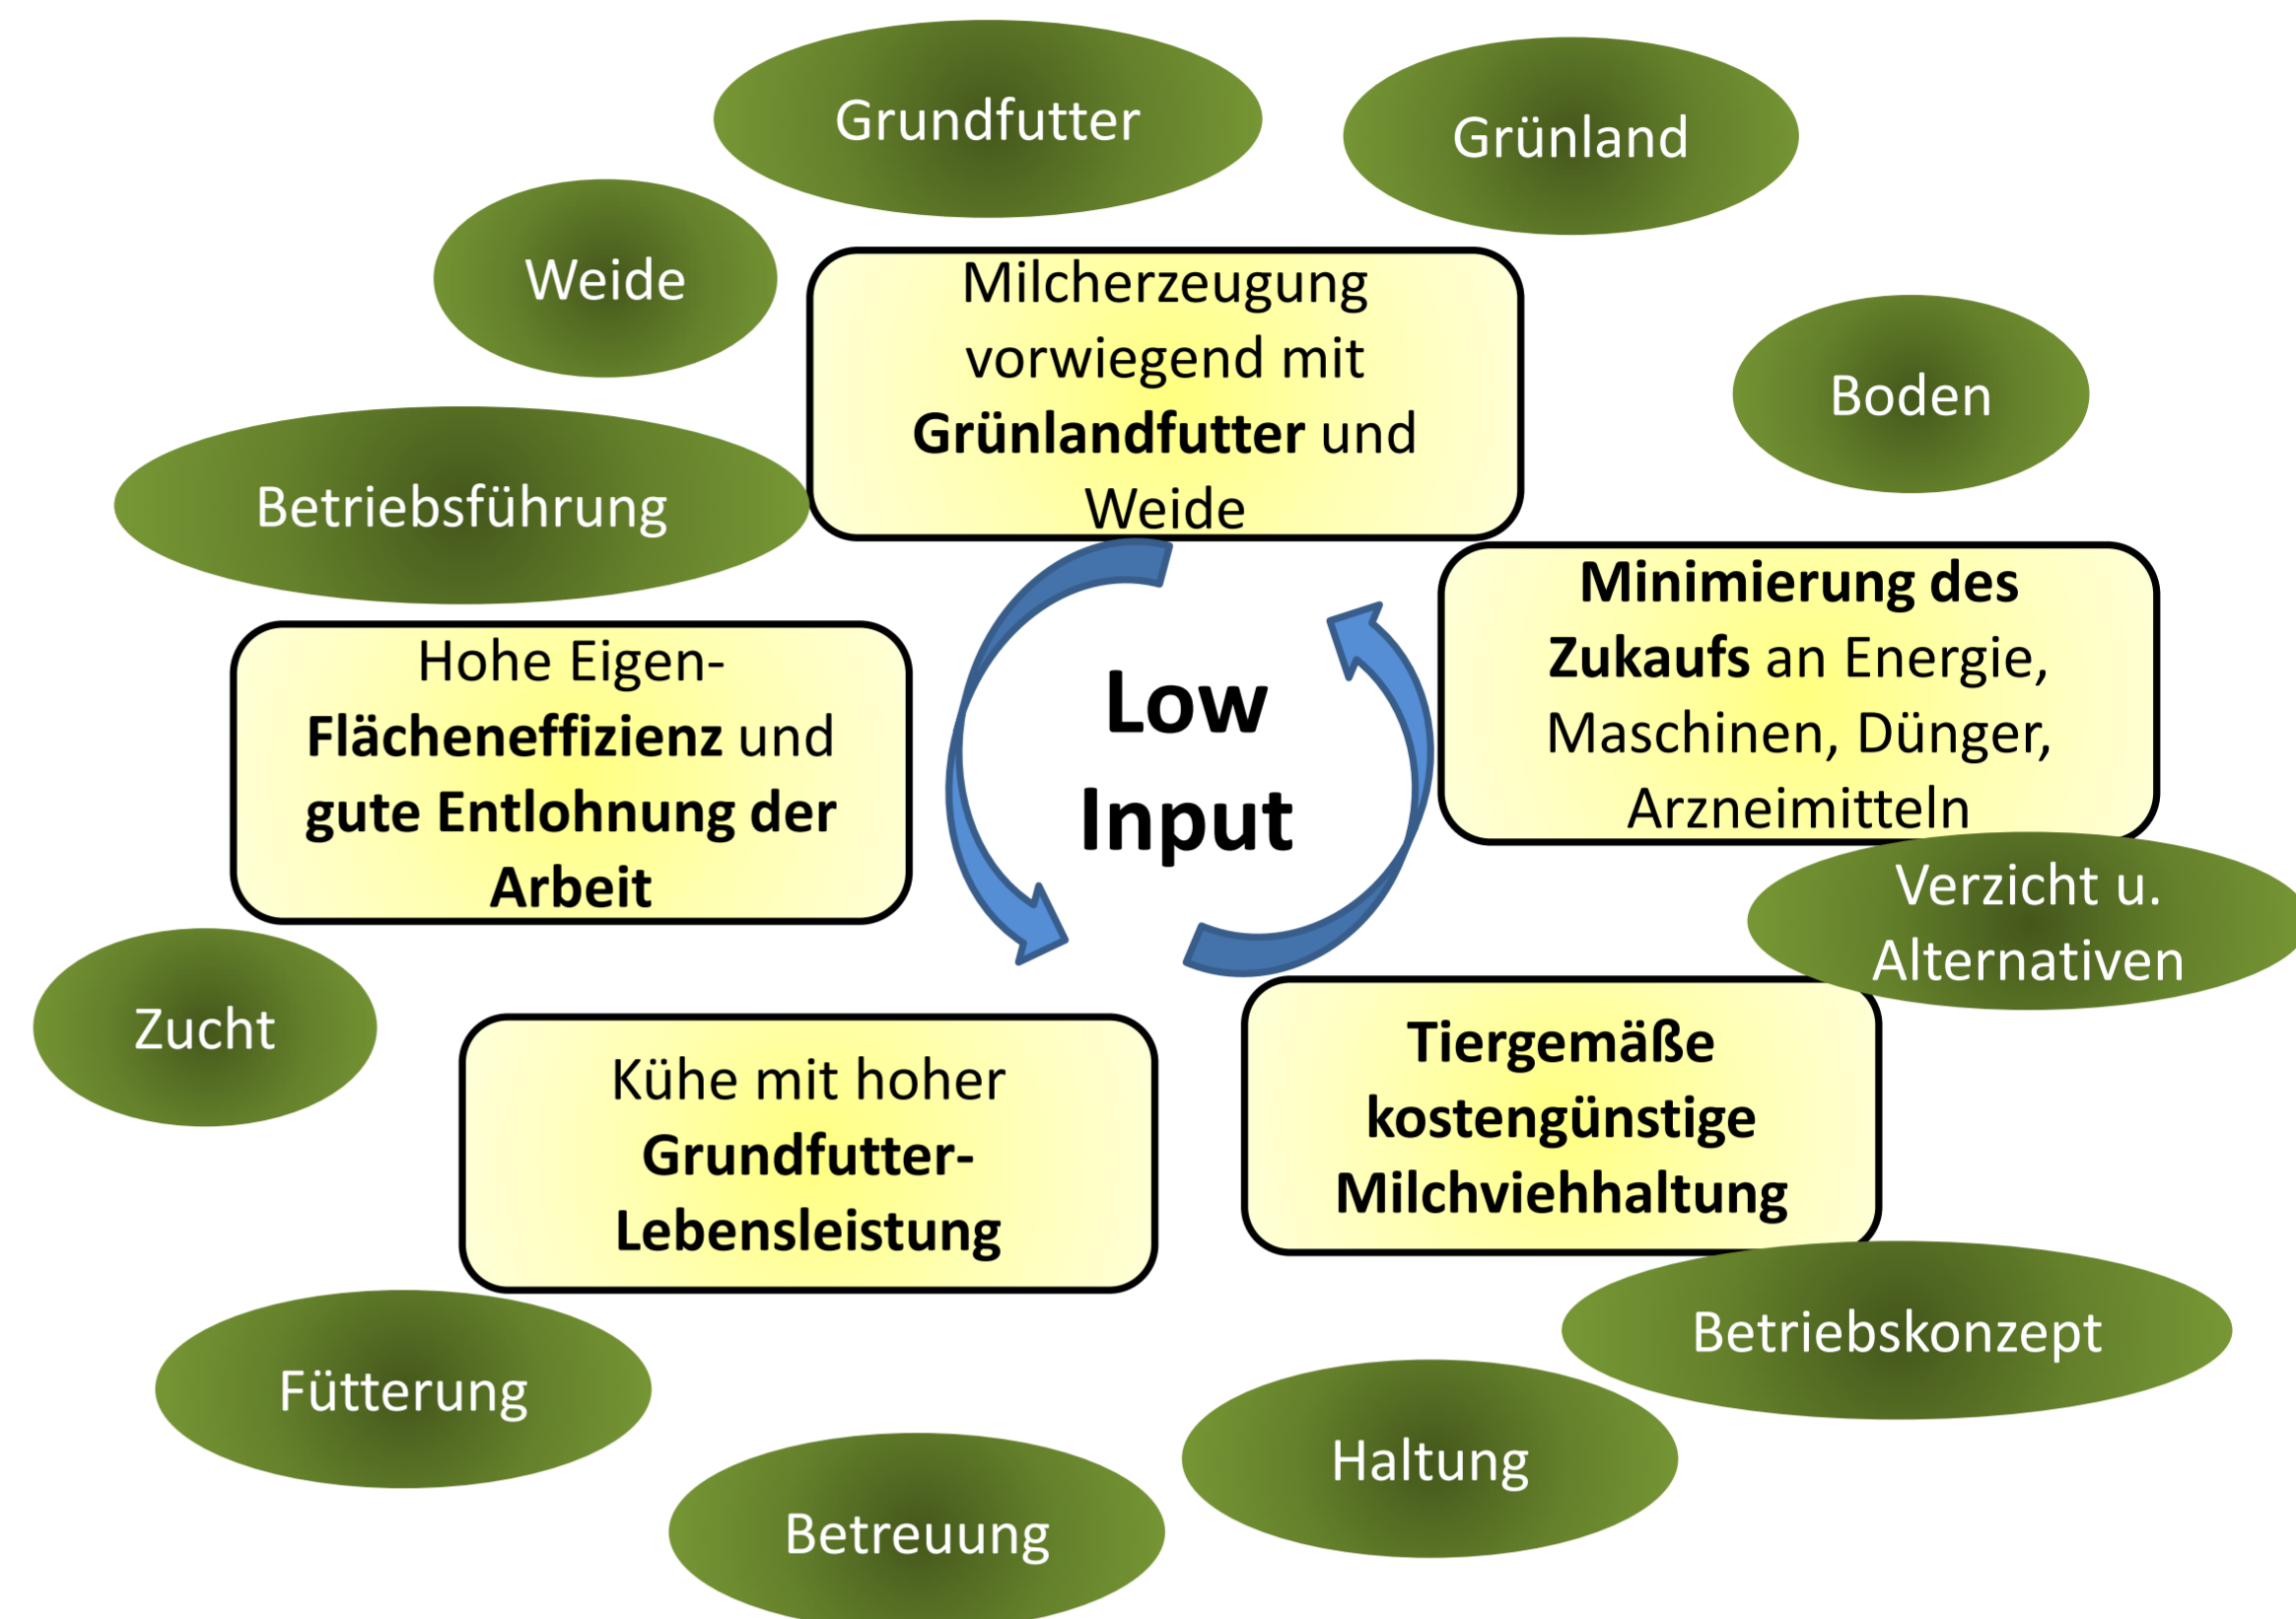 Grundfutter
Grünland
Weide
Milcherzeugung
vorwiegend mit
Grünlandfutter und
Weide
Boden
Betriebsführung
Minimierung des
Zukaufs an Energie,
Maschinen, Dünger,
Arzneimitteln
Hohe Eigen-
Flächeneffizienz und
gute Entlohnung der
Arbeit
Low
Input
Verzicht u.
Alternativen
Zucht
Kühe mit hoher
Grundfutter-
Lebensleistung
Tiergemäße
kostengünstige
Milchviehhaltung
Betriebskonzept
Fütterung
Haltung
Betreuung